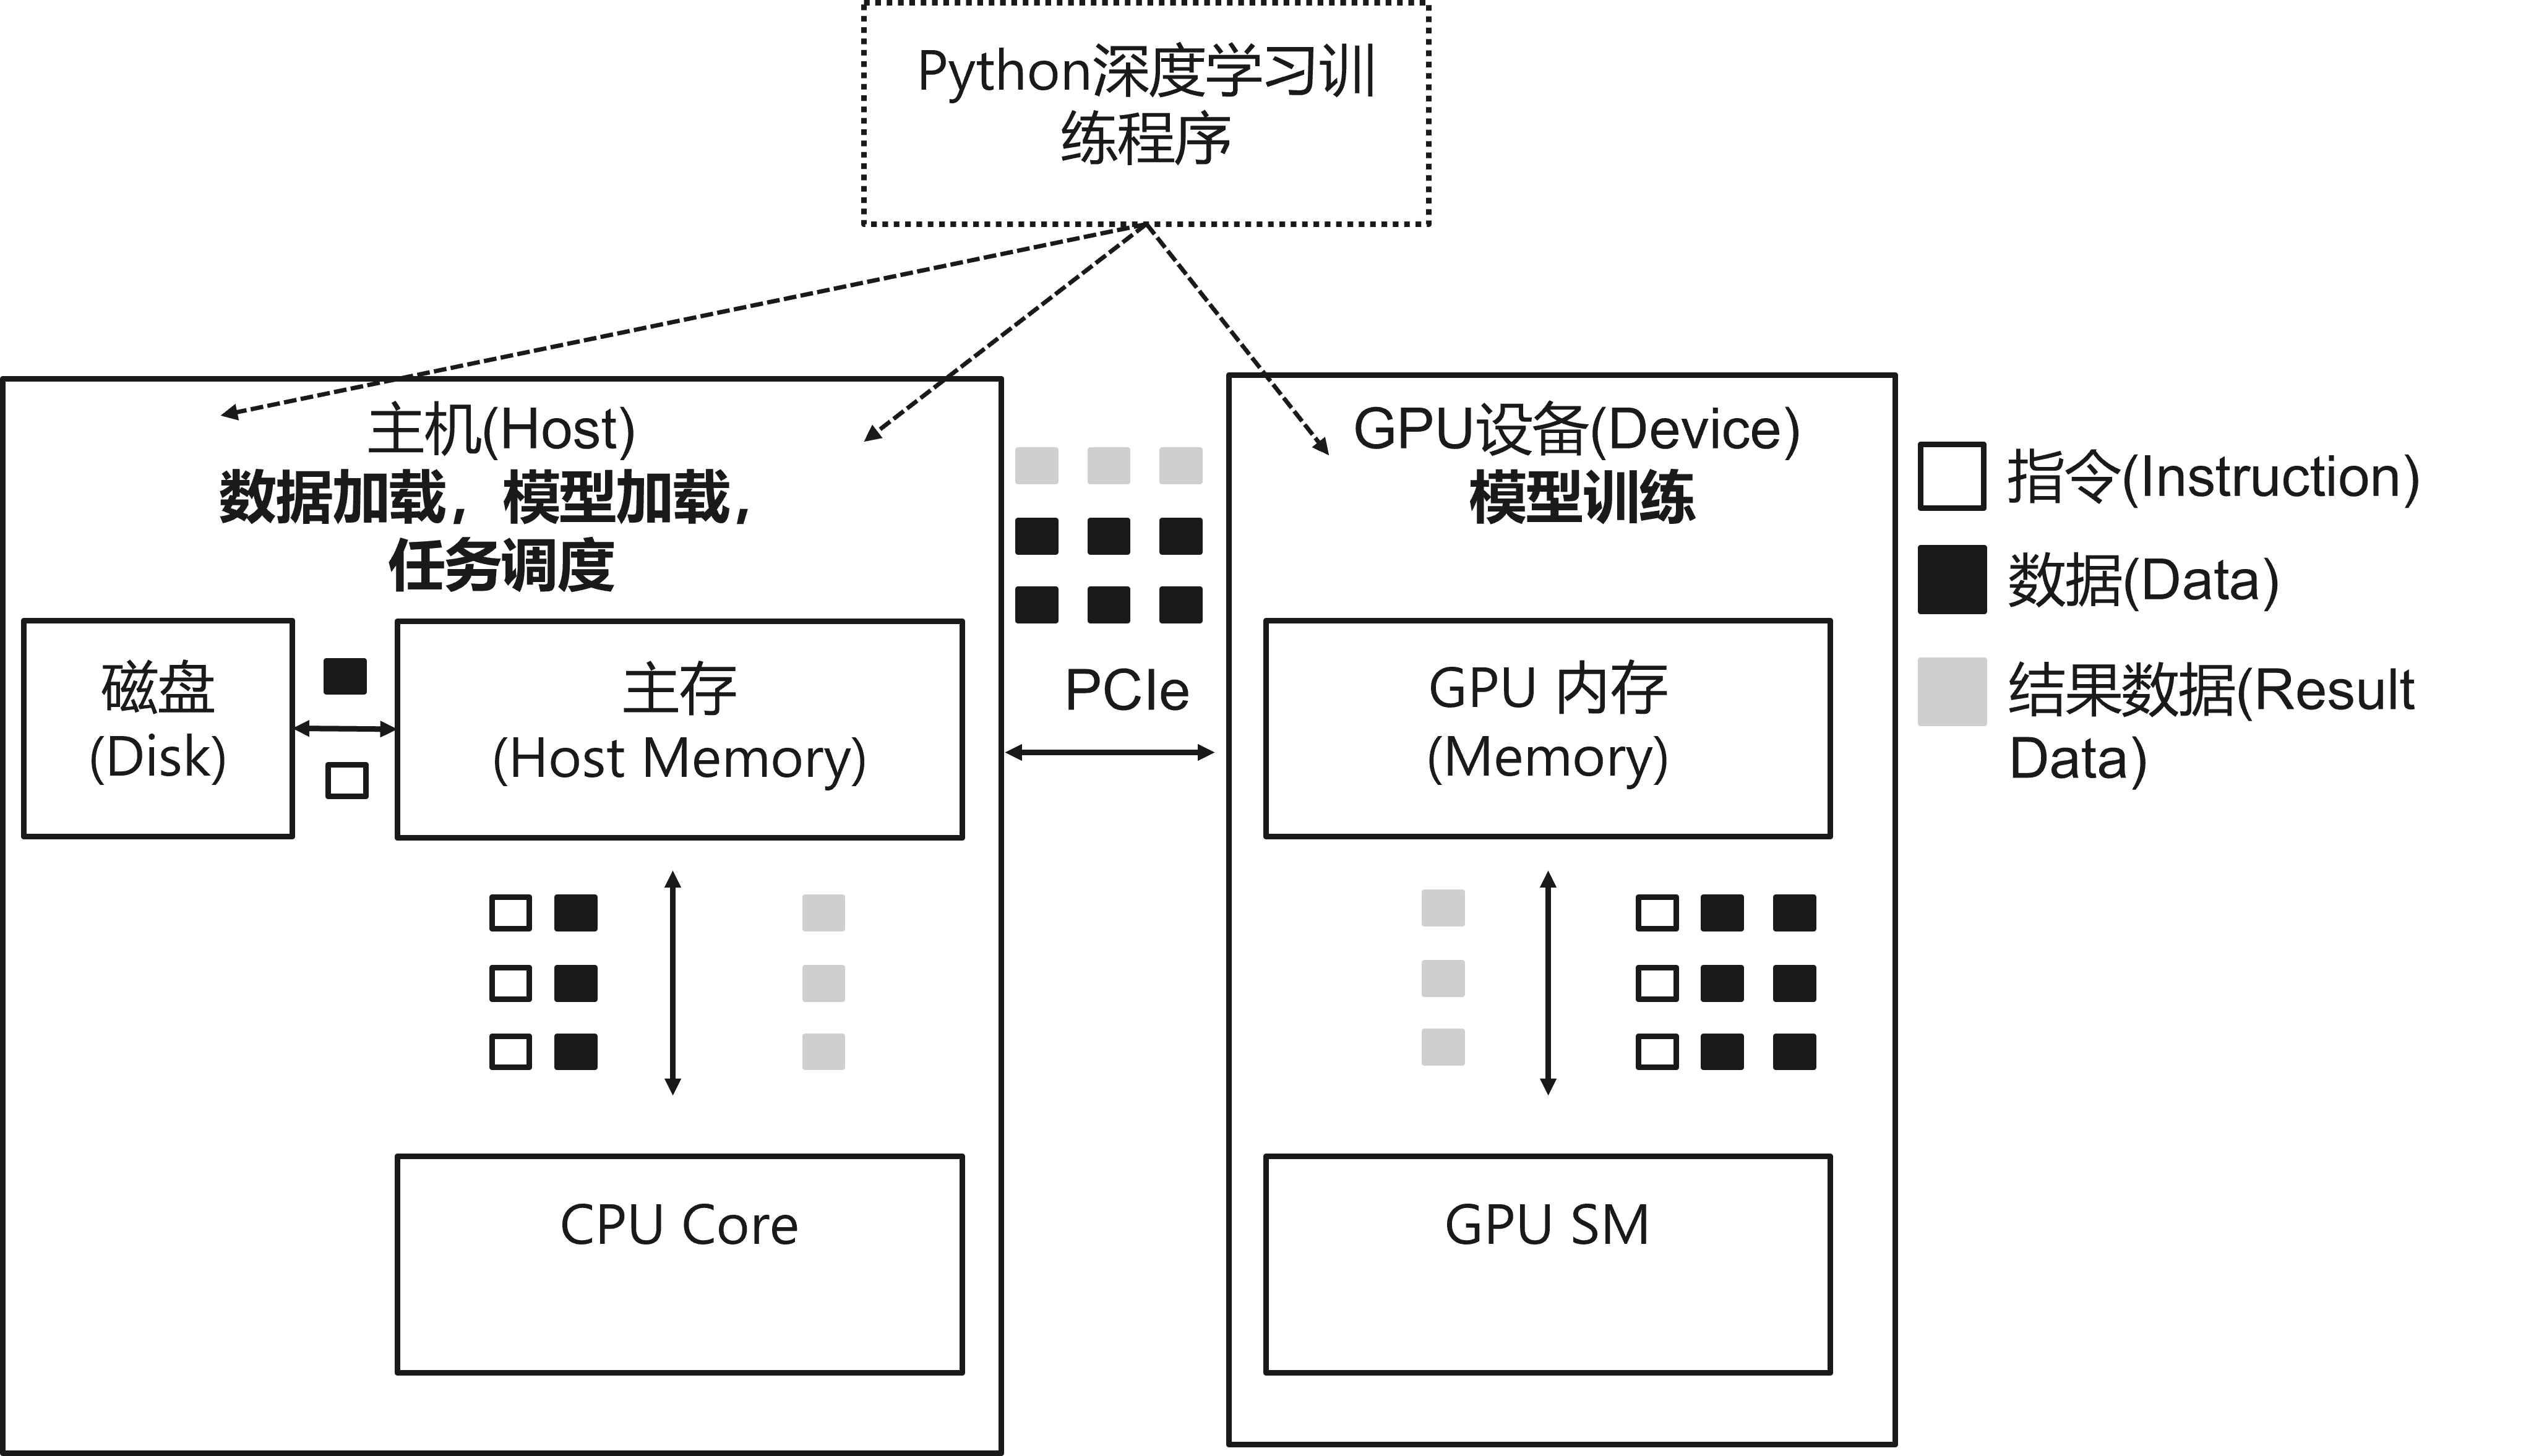 Python深度学习训
练程序
主机(Host)
数据加载，模型加载，
任务调度
磁盘
(Disk)
主存
(Host Memory)
CPU Core
PCIe
GPU设备(Device)
模型训练
GPU 内存
(Memory)
GPU SM
指令(Instruction)
数据(Data)
结果数据(Result
Data)